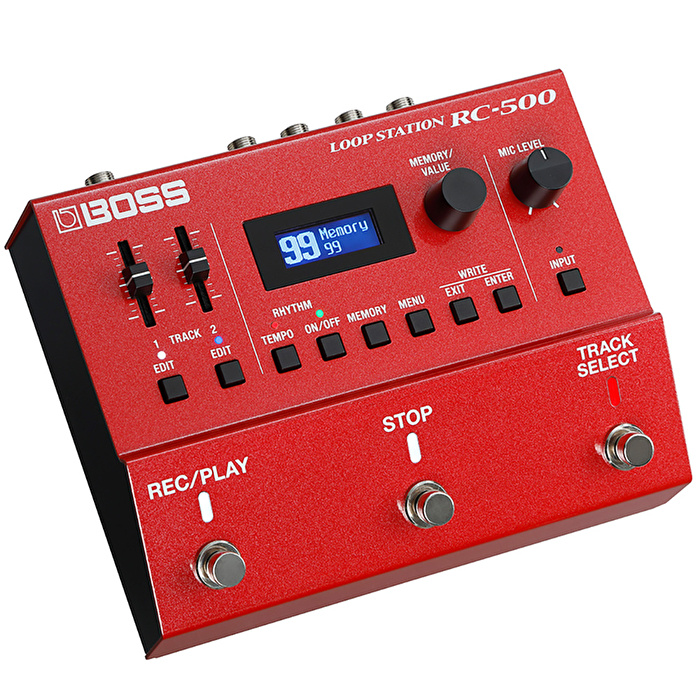 LOOP STATION RC-500
BOSS
MEMORY/
VALUE
MIC LEVEL
99 Memory
99
INPUT
WRITE
EXIT ENTER
MENU
MEMORY
RHYTHM
TEMPO ON/OFF
1 TRACK 2
EDIT EDIT
TRACK
SELECT
STOP
REC/PLAY